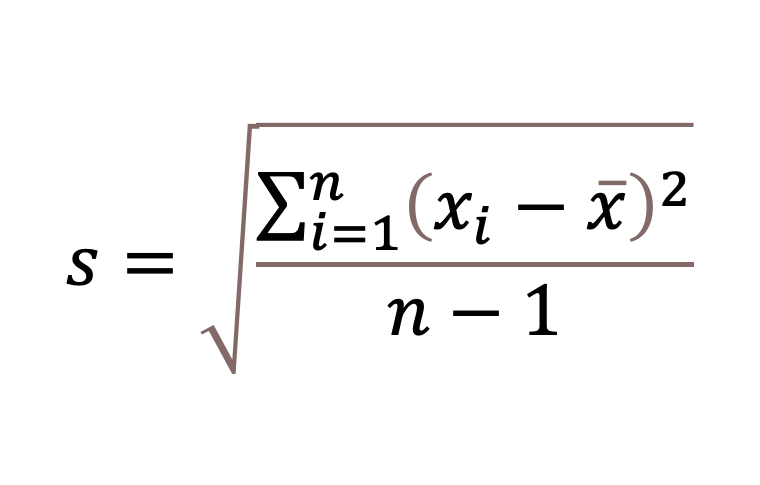 s = √(∑ⁿᵢ₌₁(xᵢ − x̄)² / (n − 1))